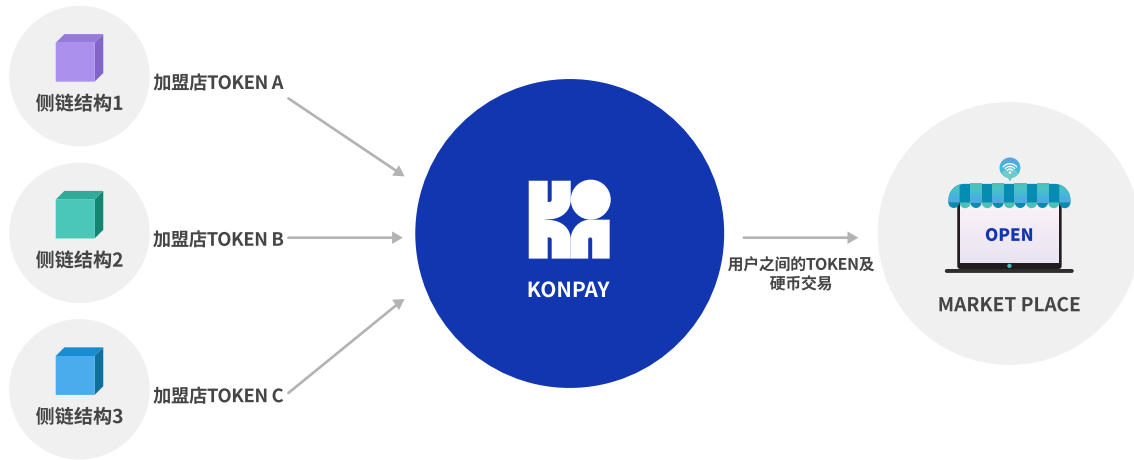 侧链结构1
加盟店TOKEN A
侧链结构2
加盟店TOKEN B
侧链结构3
加盟店TOKEN C
KONPAY
用户之间的TOKEN及
硬币交易
OPEN
MARKET PLACE